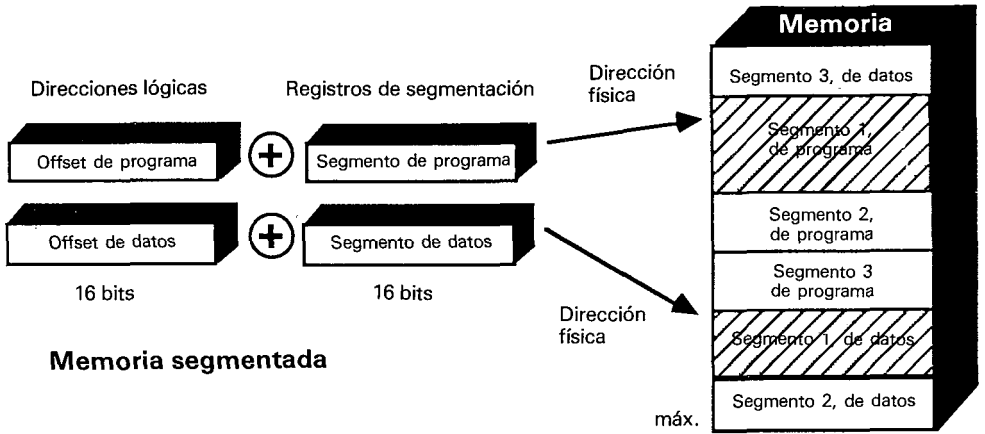 Memoria
Direcciones lógicas
Registros de segmentación
Dirección
física
Segmento 3, de datos
Offset de programa
+
Segmento de programa
Segmento 1,
de programa
Offset de datos
+
Segmento de datos
Segmento 2,
de programa
16 bits
16 bits
Segmento 3
de programa
Dirección
física
Segmento 1, de datos
Memoria segmentada
máx.
Segmento 2, de datos